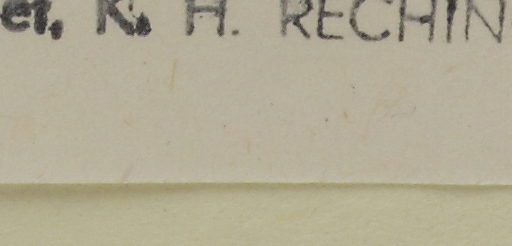 er, K. H. RECHIN